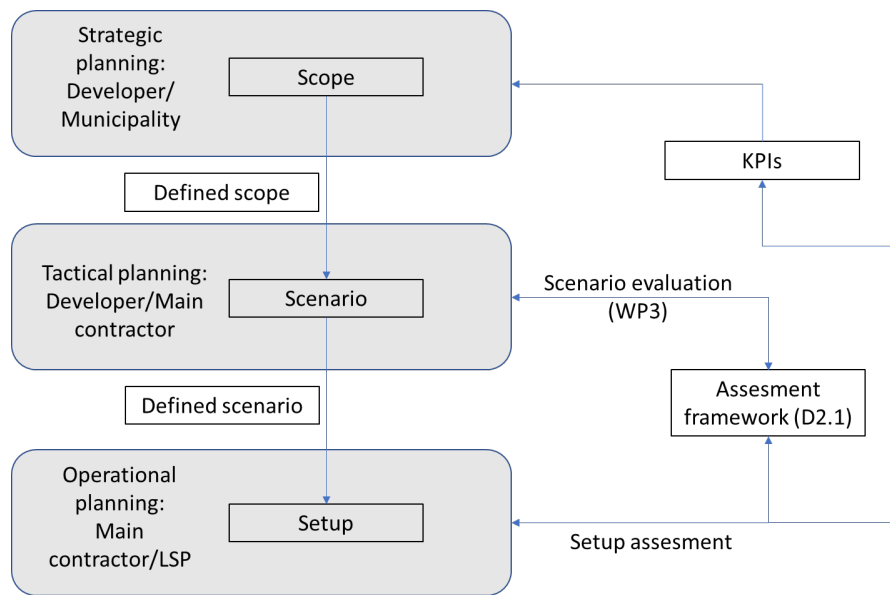 Strategic
planning:
Developer/
Municipality
Scope
KPIs
Defined scope
Tactical planning:
Developer/Main
contractor
Scenario
Scenario evaluation
(WP3)
Defined scenario
Assesment
framework (D2.1)
Operational
planning:
Main
contractor/LSP
Setup
Setup assesment